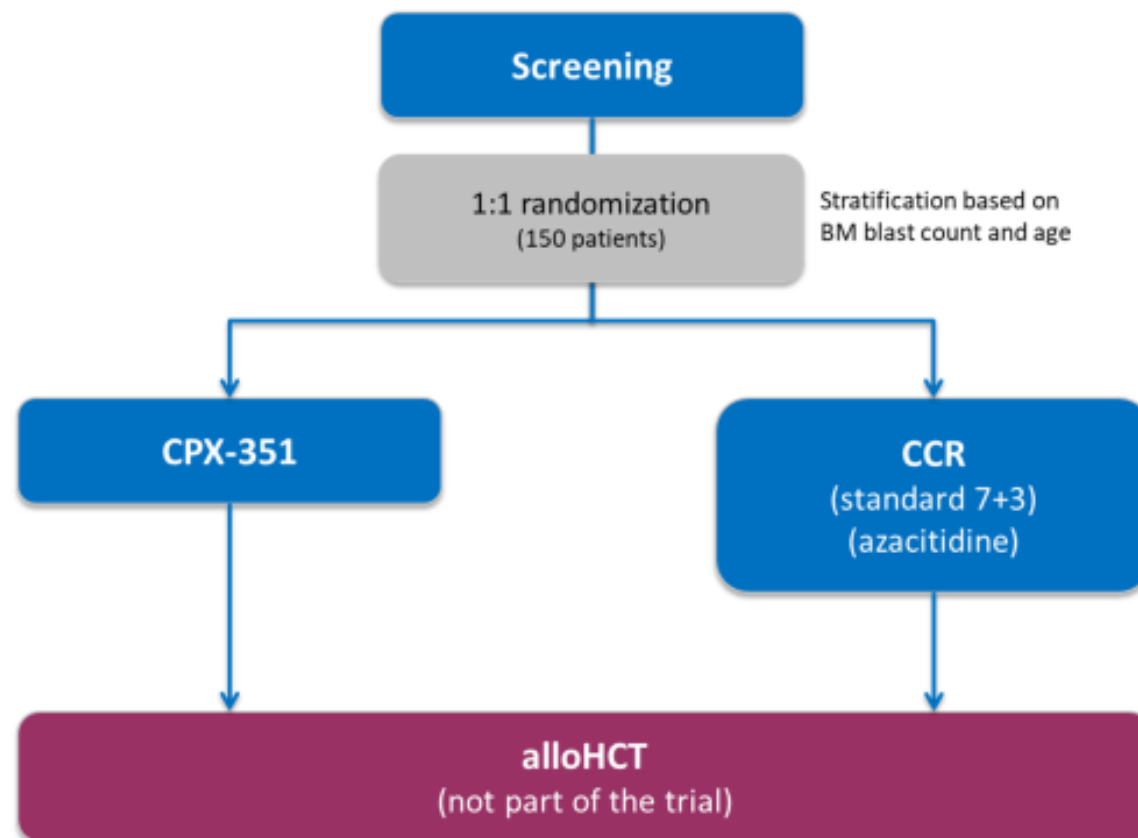 Screening
1:1 randomization
(150 patients)
Stratification based on
BM blast count and age
CPX-351
CCR
(standard 7+3)
(azacitidine)
alloHCT
(not part of the trial)